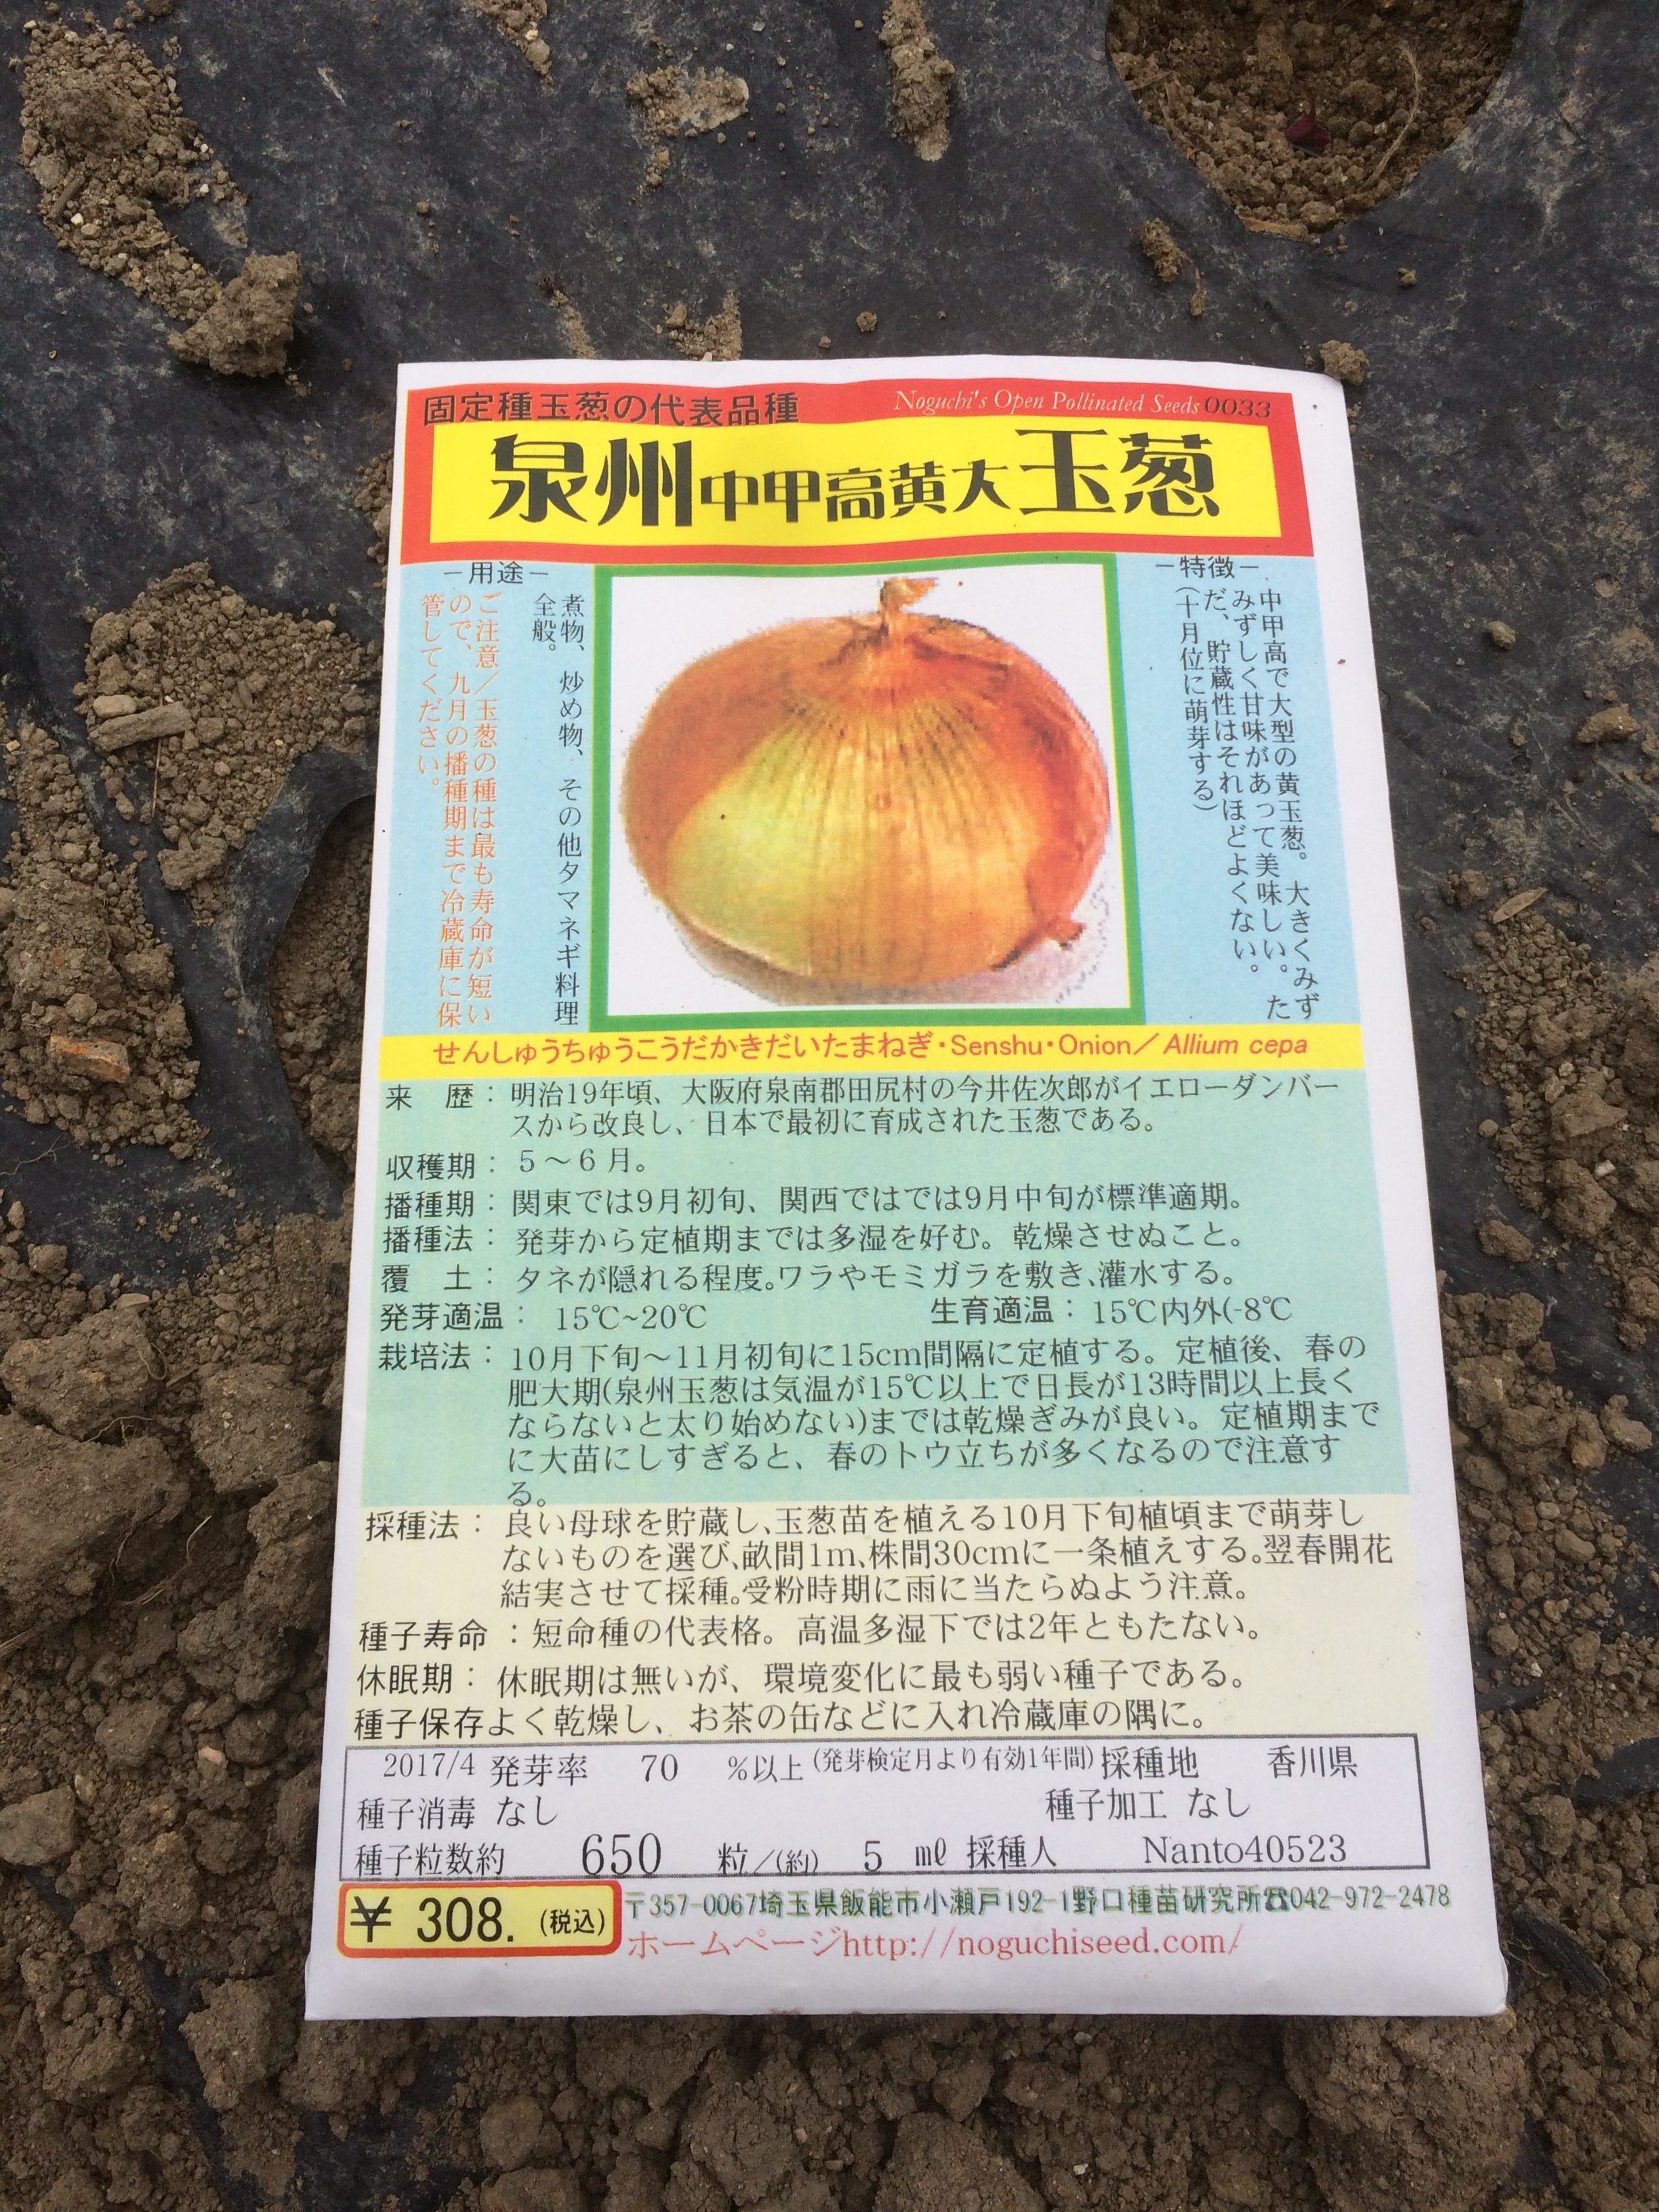 固定種玉葱の代表品種
Noguchi's Open Pollinated Seeds 0033
泉州中甲高黄大玉葱
－特徴－
中甲高で大型の黄玉葱。大きくみず
みずしく甘味があって美味しい。た
だ、貯蔵性はそれほどよくない。
(十月位に萌芽する)
－用途－
煮物、炒め物、その他タマネギ料理
全般。
ご注意／玉葱の種は最も寿命が短い
ので、九月の播種期まで冷蔵庫に保
管してください。
せんしゅうちゅうこうだかきだいたまねぎ・Senshu・Onion／Allium cepa
来　歴：明治19年頃、大阪府泉南郡田尻村の今井佐次郎がイエローダンバー
スから改良し、日本で最初に育成された玉葱である。
収穫期：５～６月。
播種期：関東では9月初旬、関西ではでは9月中旬が標準適期。
播種法：発芽から定植期までは多湿を好む。乾燥させぬこと。
覆　土：タネが隠れる程度。ワラやモミガラを敷き、灌水する。
発芽適温：15℃~20℃　生育適温：15℃内外(-8℃
栽培法：10月下旬～11月初旬に15cm間隔に定植する。定植後、春の
肥大期(泉州玉葱は気温が15℃以上で日長が13時間以上長く
ならないと太り始めない)までは乾燥ぎみが良い。定植期まで
に大苗にしすぎると、春のトウ立ちが多くなるので注意す
る。
採種法：良い母球を貯蔵し、玉葱苗を植える10月下旬植頃まで萌芽し
ないものを選び、畝間1m、株間30cmに一条植えする。翌春開花
結実させて採種。受粉時期に雨に当たらぬよう注意。
種子寿命：短命種の代表格。高温多湿下では2年ともたない。
休眠期：休眠期は無いが、環境変化に最も弱い種子である。
種子保存よく乾燥し、お茶の缶などに入れ冷蔵庫の隅に。
2017/4 発芽率 70 %以上(発芽検定月より有効1年間)採種地 香川県
種子消毒 なし 種子加工 なし
種子粒数約 650 粒／(約) 5 ml 採種人 Nanto40523
¥ 308. (税込)
〒357-0067埼玉県飯能市小瀬戸192-1野口種苗研究所☎042-972-2478
ホームページhttp://noguchiseed.com/